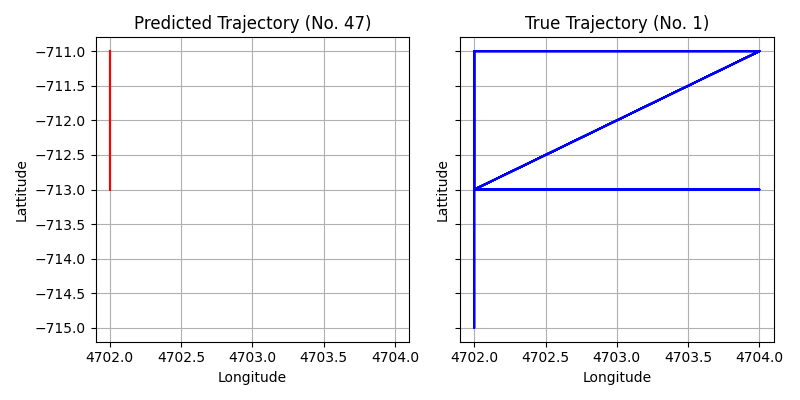 Predicted Trajectory (No. 47)
−711.0
−711.5
−712.0
−712.5
−713.0
−713.5
−714.0
−714.5
−715.0
Lattitude
4702.0 4702.5 4703.0 4703.5 4704.0
Longitude
True Trajectory (No. 1)
Lattitude
4702.0 4702.5 4703.0 4703.5 4704.0
Longitude